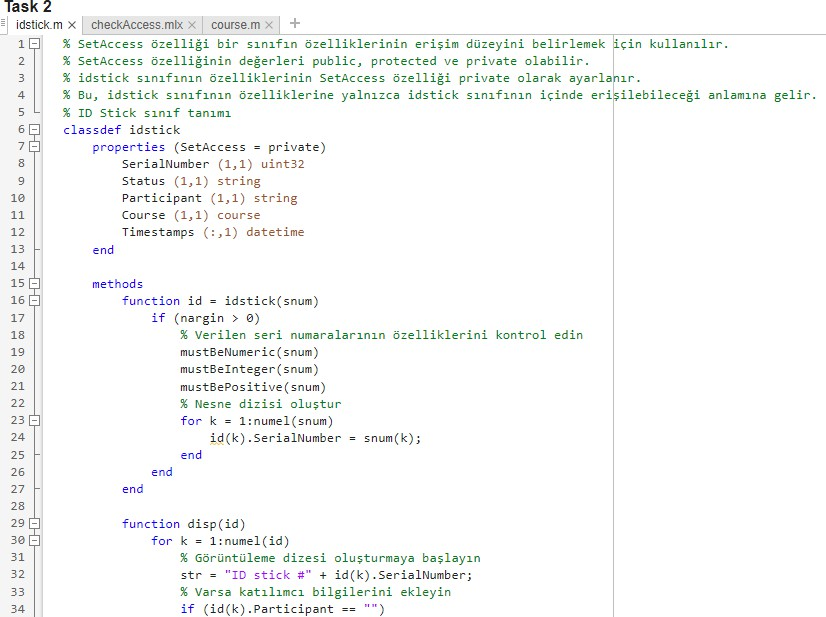 Task 2
idstick.m × checkAccess.mlx × course.m × +
1 % SetAccess özelliği bir sınıfın özelliklerinin erişim düzeyini belirlemek için kullanılır.
2 % SetAccess özelliğinin değerleri public, protected ve private olabilir.
3 % idstick sınıfının özelliklerinin SetAccess özelliği private olarak ayarlanır.
4 % Bu, idstick sınıfının özelliklerine yalnızca idstick sınıfının içinde erişilebileceği anlamına gelir.
5 % ID Stick sınıf tanımı
6 classdef idstick
7 properties (SetAccess = private)
8 SerialNumber (1,1) uint32
9 Status (1,1) string
10 Participant (1,1) string
11 Course (1,1) course
12 Timestamps (:,1) datetime
13 end
14
15 methods
16 function id = idstick(snum)
17 if (nargin > 0)
18 % Verilen seri numaralarının özelliklerini kontrol edin
19 mustBeNumeric(snum)
20 mustBeInteger(snum)
21 mustBePositive(snum)
22 % Nesne dizisi oluştur
23 for k = 1:numel(snum)
24 id(k).SerialNumber = snum(k);
25 end
26 end
27 end
28
29 function disp(id)
30 for k = 1:numel(id)
31 % Görüntüleme dizesi oluşturmaya başlayın
32 str = "ID stick #" + id(k).SerialNumber;
33 % Varsa katılımcı bilgilerini ekleyin
34 if (id(k).Participant == "")